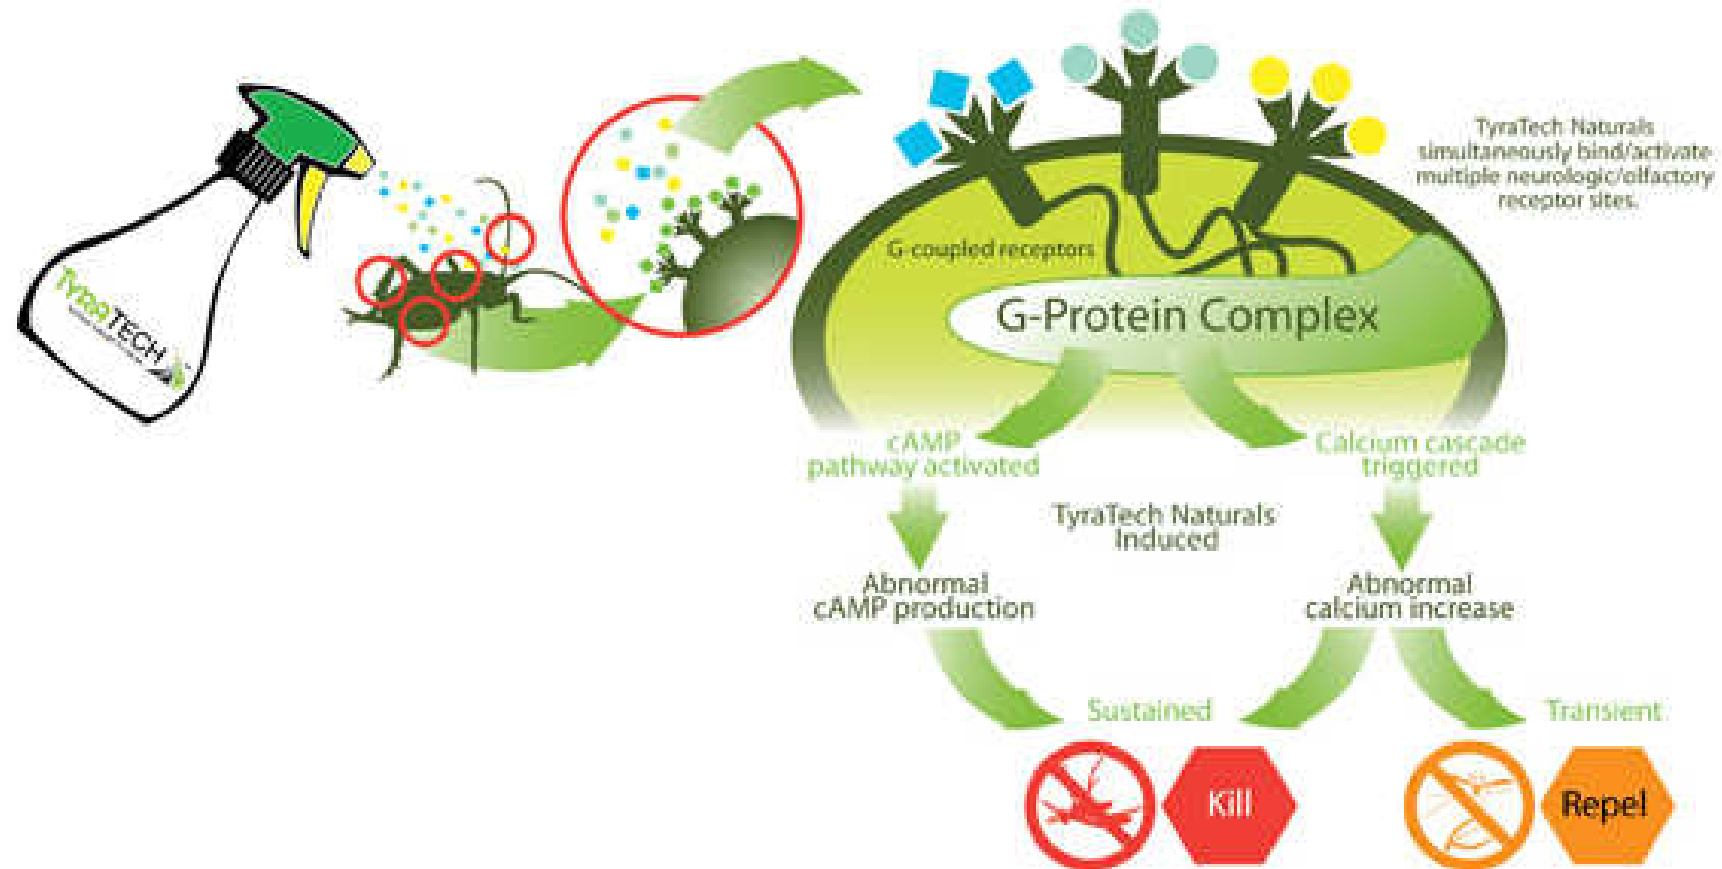 TYRATECH
TyraTech Naturals
simultaneously bind/activate
multiple neurologic/olfactory
receptor sites.
G-coupled receptors
G-Protein Complex
cAMP
pathway activated
Calcium cascade
triggered
TyraTech Naturals
Induced
Abnormal
cAMP production
Abnormal
calcium increase
Sustained
Transient
Kill
Repel